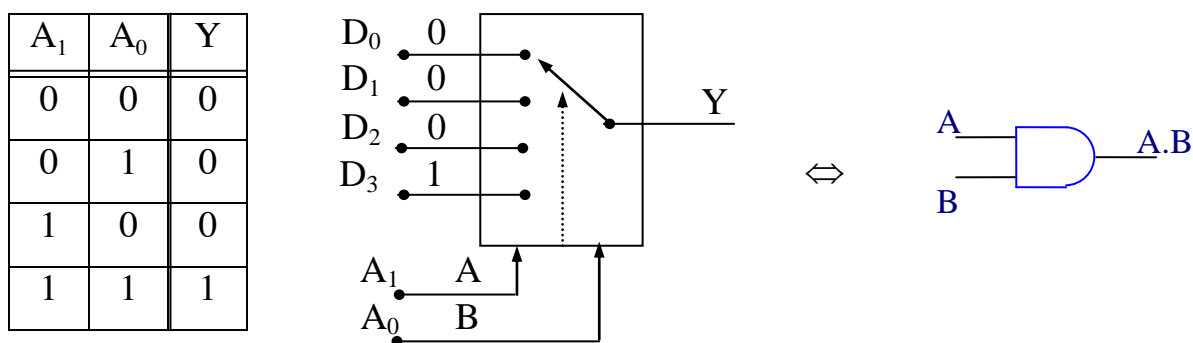 A₁ A₀ Y
0 0 0
0 1 0
1 0 0
1 1 1
D₀ 0
D₁ 0
D₂ 0
D₃ 1
Y
A₁ A
A₀ B
⇔
A
B
A.B